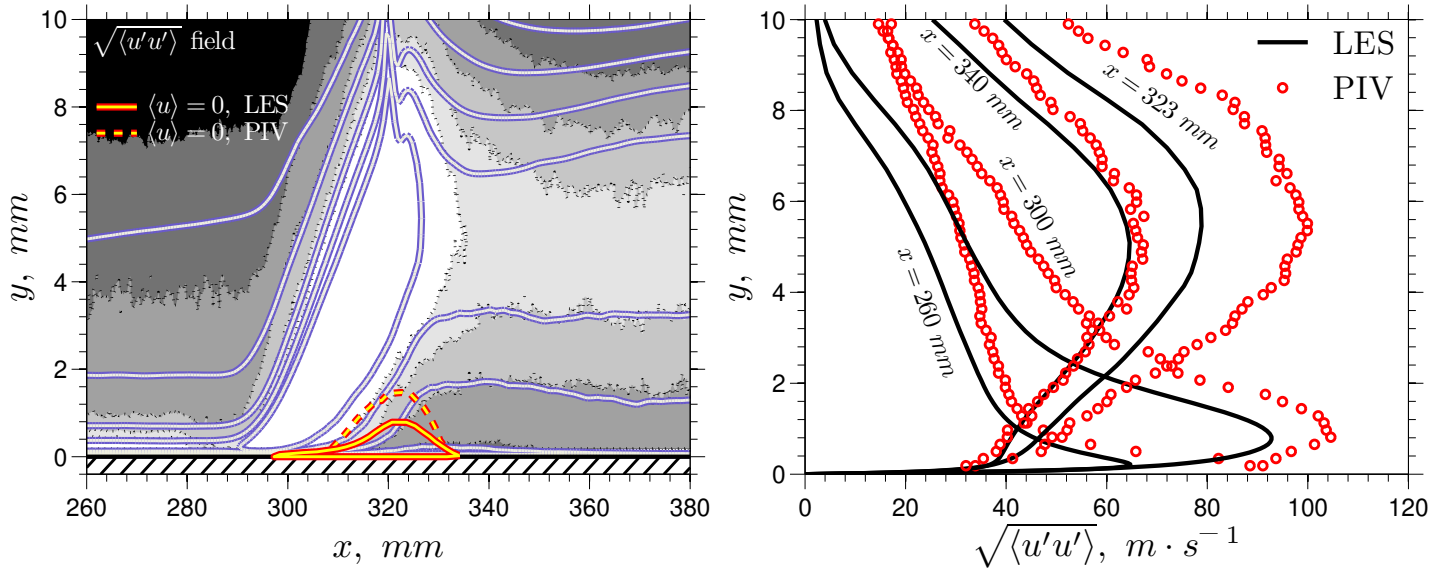 √⟨u′u′⟩ field
⟨u⟩ = 0, LES
⟨u⟩ = 0, PIV
10
8
6
4
2
0
y, mm
260 280 300 320 340 360 380
x, mm
LES
PIV
x = 340 mm
x = 323 mm
x = 300 mm
x = 260 mm
10
8
6
4
2
0
y, mm
0 20 40 60 80 100 120
√⟨u′u′⟩, m · s⁻¹